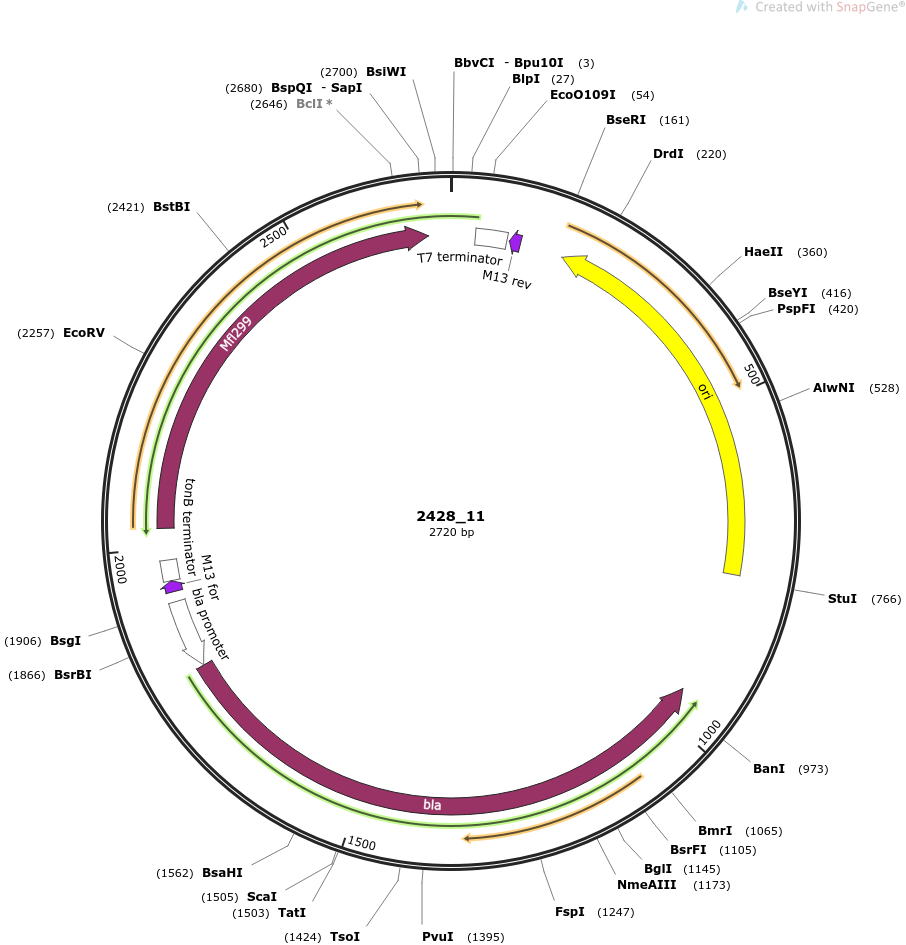 Created with SnapGene®
(2700) BsiWI
(2680) BspQI - SapI
(2646) BclI *
BbvCI - Bpu10I (3)
BlpI (27)
EcoO109I (54)
BseRI (161)
DrdI (220)
HaeII (360)
BseYI (416)
PspFI (420)
500
AlwNI (528)
StuI (766)
1000
BanI (973)
BmrI (1065)
BsrFI (1105)
BglI (1145)
NmeAIII (1173)
FspI (1247)
PvuI (1395)
(1424) TsoI
(1503) TatI
(1505) ScaI
(1562) BsaHI
1500
(1866) BsrBI
(1906) BsgI
2000
(2257) EcoRV
(2421) BstBI
2500
T7 terminator
M13 rev
ori
Mfl299
tonB terminator
M13 for
bla promoter
bla
2428_11
2720 bp